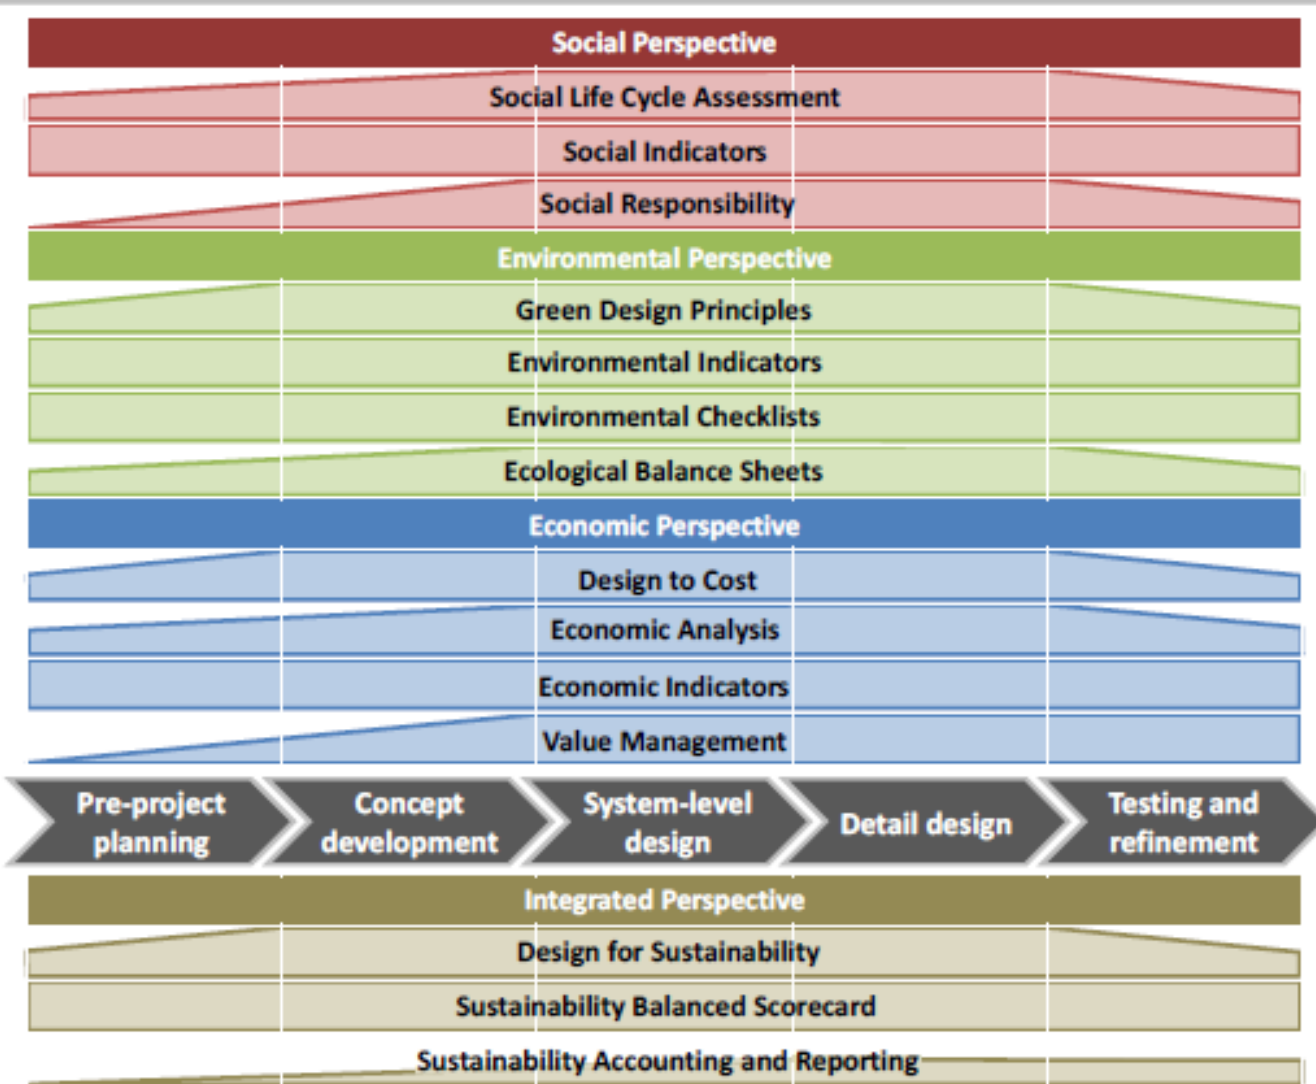 Social Perspective
Social Life Cycle Assessment
Social Indicators
Social Responsibility
Environmental Perspective
Green Design Principles
Environmental Indicators
Environmental Checklists
Ecological Balance Sheets
Economic Perspective
Design to Cost
Economic Analysis
Economic Indicators
Value Management
Pre-project
planning
Concept
development
System-level
design
Detail design
Testing and
refinement
Integrated Perspective
Design for Sustainability
Sustainability Balanced Scorecard
Sustainability Accounting and Reporting